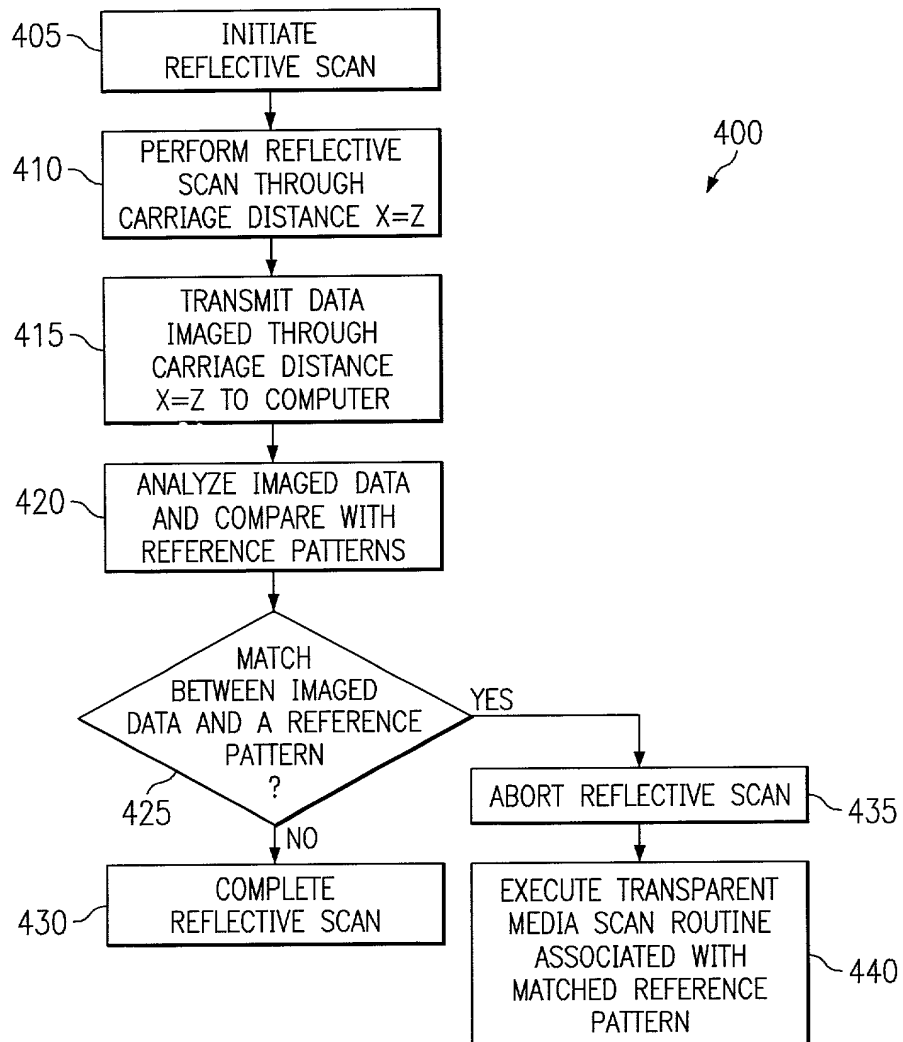 405
INITIATE
REFLECTIVE SCAN
400
410
PERFORM REFLECTIVE
SCAN THROUGH
CARRIAGE DISTANCE X=Z
415
TRANSMIT DATA
IMAGED THROUGH
CARRIAGE DISTANCE
X=Z TO COMPUTER
420
ANALYZE IMAGED DATA
AND COMPARE WITH
REFERENCE PATTERNS
MATCH
BETWEEN IMAGED
DATA AND A REFERENCE
PATTERN
?
425
YES
NO
ABORT REFLECTIVE SCAN
435
430
COMPLETE
REFLECTIVE SCAN
EXECUTE TRANSPARENT
MEDIA SCAN ROUTINE
ASSOCIATED WITH
MATCHED REFERENCE
PATTERN
440